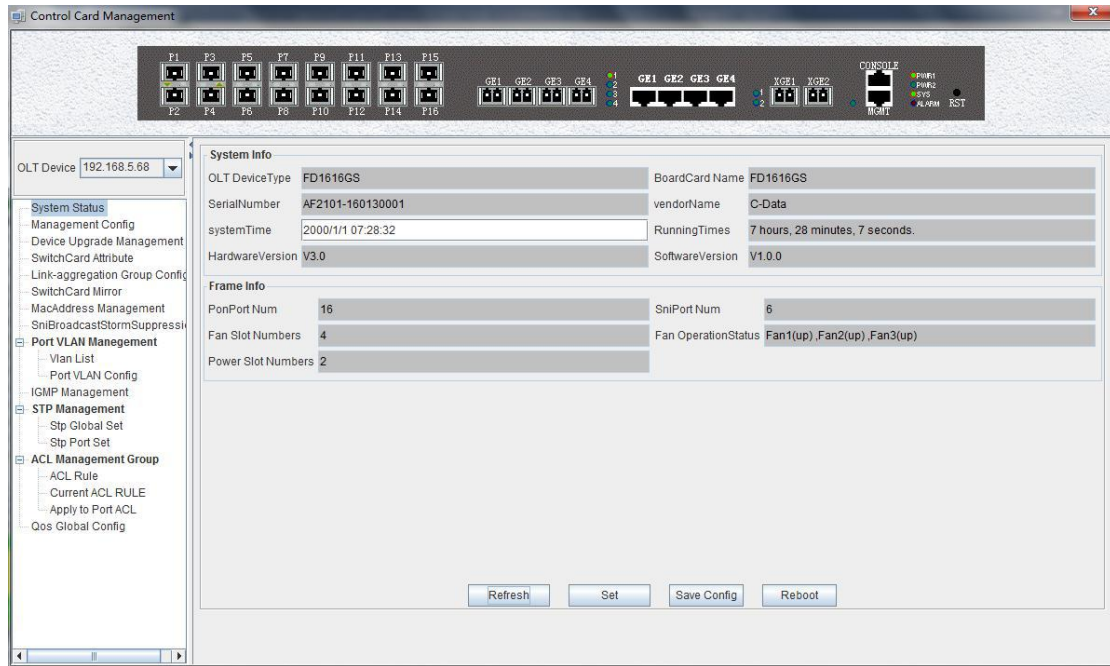 Control Card Management
P1 P3 P5 P7 P9 P11 P13 P15
GE1 GE2 GE3 GE4
1
2
3
4
GE1 GE2 GE3 GE4
1
2
XGE1 XGE2
CONSOLE
MGMT
PWR1
PWR2
SYS
ALARM
RST
P2 P4 P6 P8 P10 P12 P14 P16
OLT Device 192.168.5.68
System Status
Management Config
Device Upgrade Management
SwitchCard Attribute
Link-aggregation Group Config
SwitchCard Mirror
MacAddress Management
SniBroadcastStormSuppressi
Port VLAN Manegement
Vlan List
Port VLAN Config
IGMP Management
STP Management
Stp Global Set
Stp Port Set
ACL Management Group
ACL Rule
Current ACL RULE
Apply to Port ACL
Qos Global Config
System Info
OLT DeviceType FD1616GS BoardCard Name FD1616GS
SerialNumber AF2101-160130001 vendorName C-Data
systemTime 2000/1/1 07:28:32 RunningTimes 7 hours, 28 minutes, 7 seconds.
HardwareVersion V3.0 SoftwareVersion V1.0.0
Frame Info
PonPort Num 16 SniPort Num 6
Fan Slot Numbers 4 Fan OperationStatus Fan1(up) ,Fan2(up) ,Fan3(up)
Power Slot Numbers 2
Refresh Set Save Config Reboot